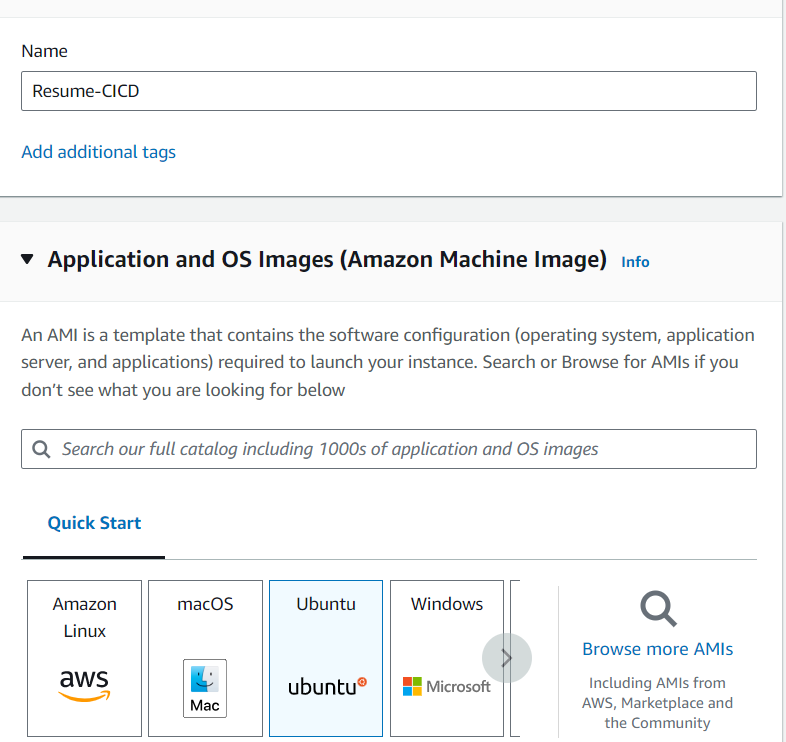 Name
Resume-CICD
Add additional tags
Application and OS Images (Amazon Machine Image) Info
An AMI is a template that contains the software configuration (operating system, application
server, and applications) required to launch your instance. Search or Browse for AMIs if you
don’t see what you are looking for below
Search our full catalog including 1000s of application and OS images
Quick Start
Amazon
Linux
aws
macOS
Mac
Ubuntu
ubuntu
Windows
Microsoft
Browse more AMIs
Including AMIs from
AWS, Marketplace and
the Community